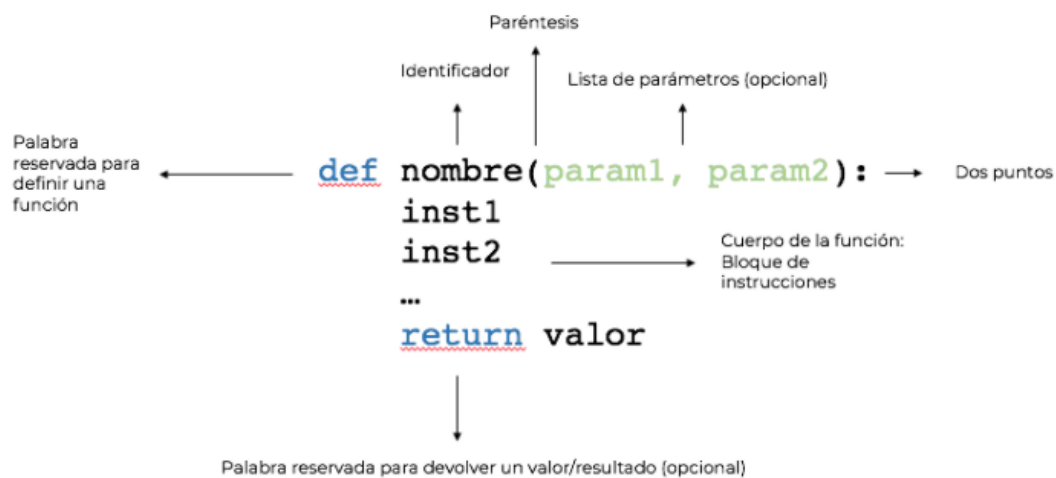 Paréntesis
Identificador
Lista de parámetros (opcional)
Palabra
reservada para
definir una
función
def nombre(param1, param2):
Dos puntos
inst1
inst2
Cuerpo de la función:
Bloque de
instrucciones
…
return valor
Palabra reservada para devolver un valor/resultado (opcional)